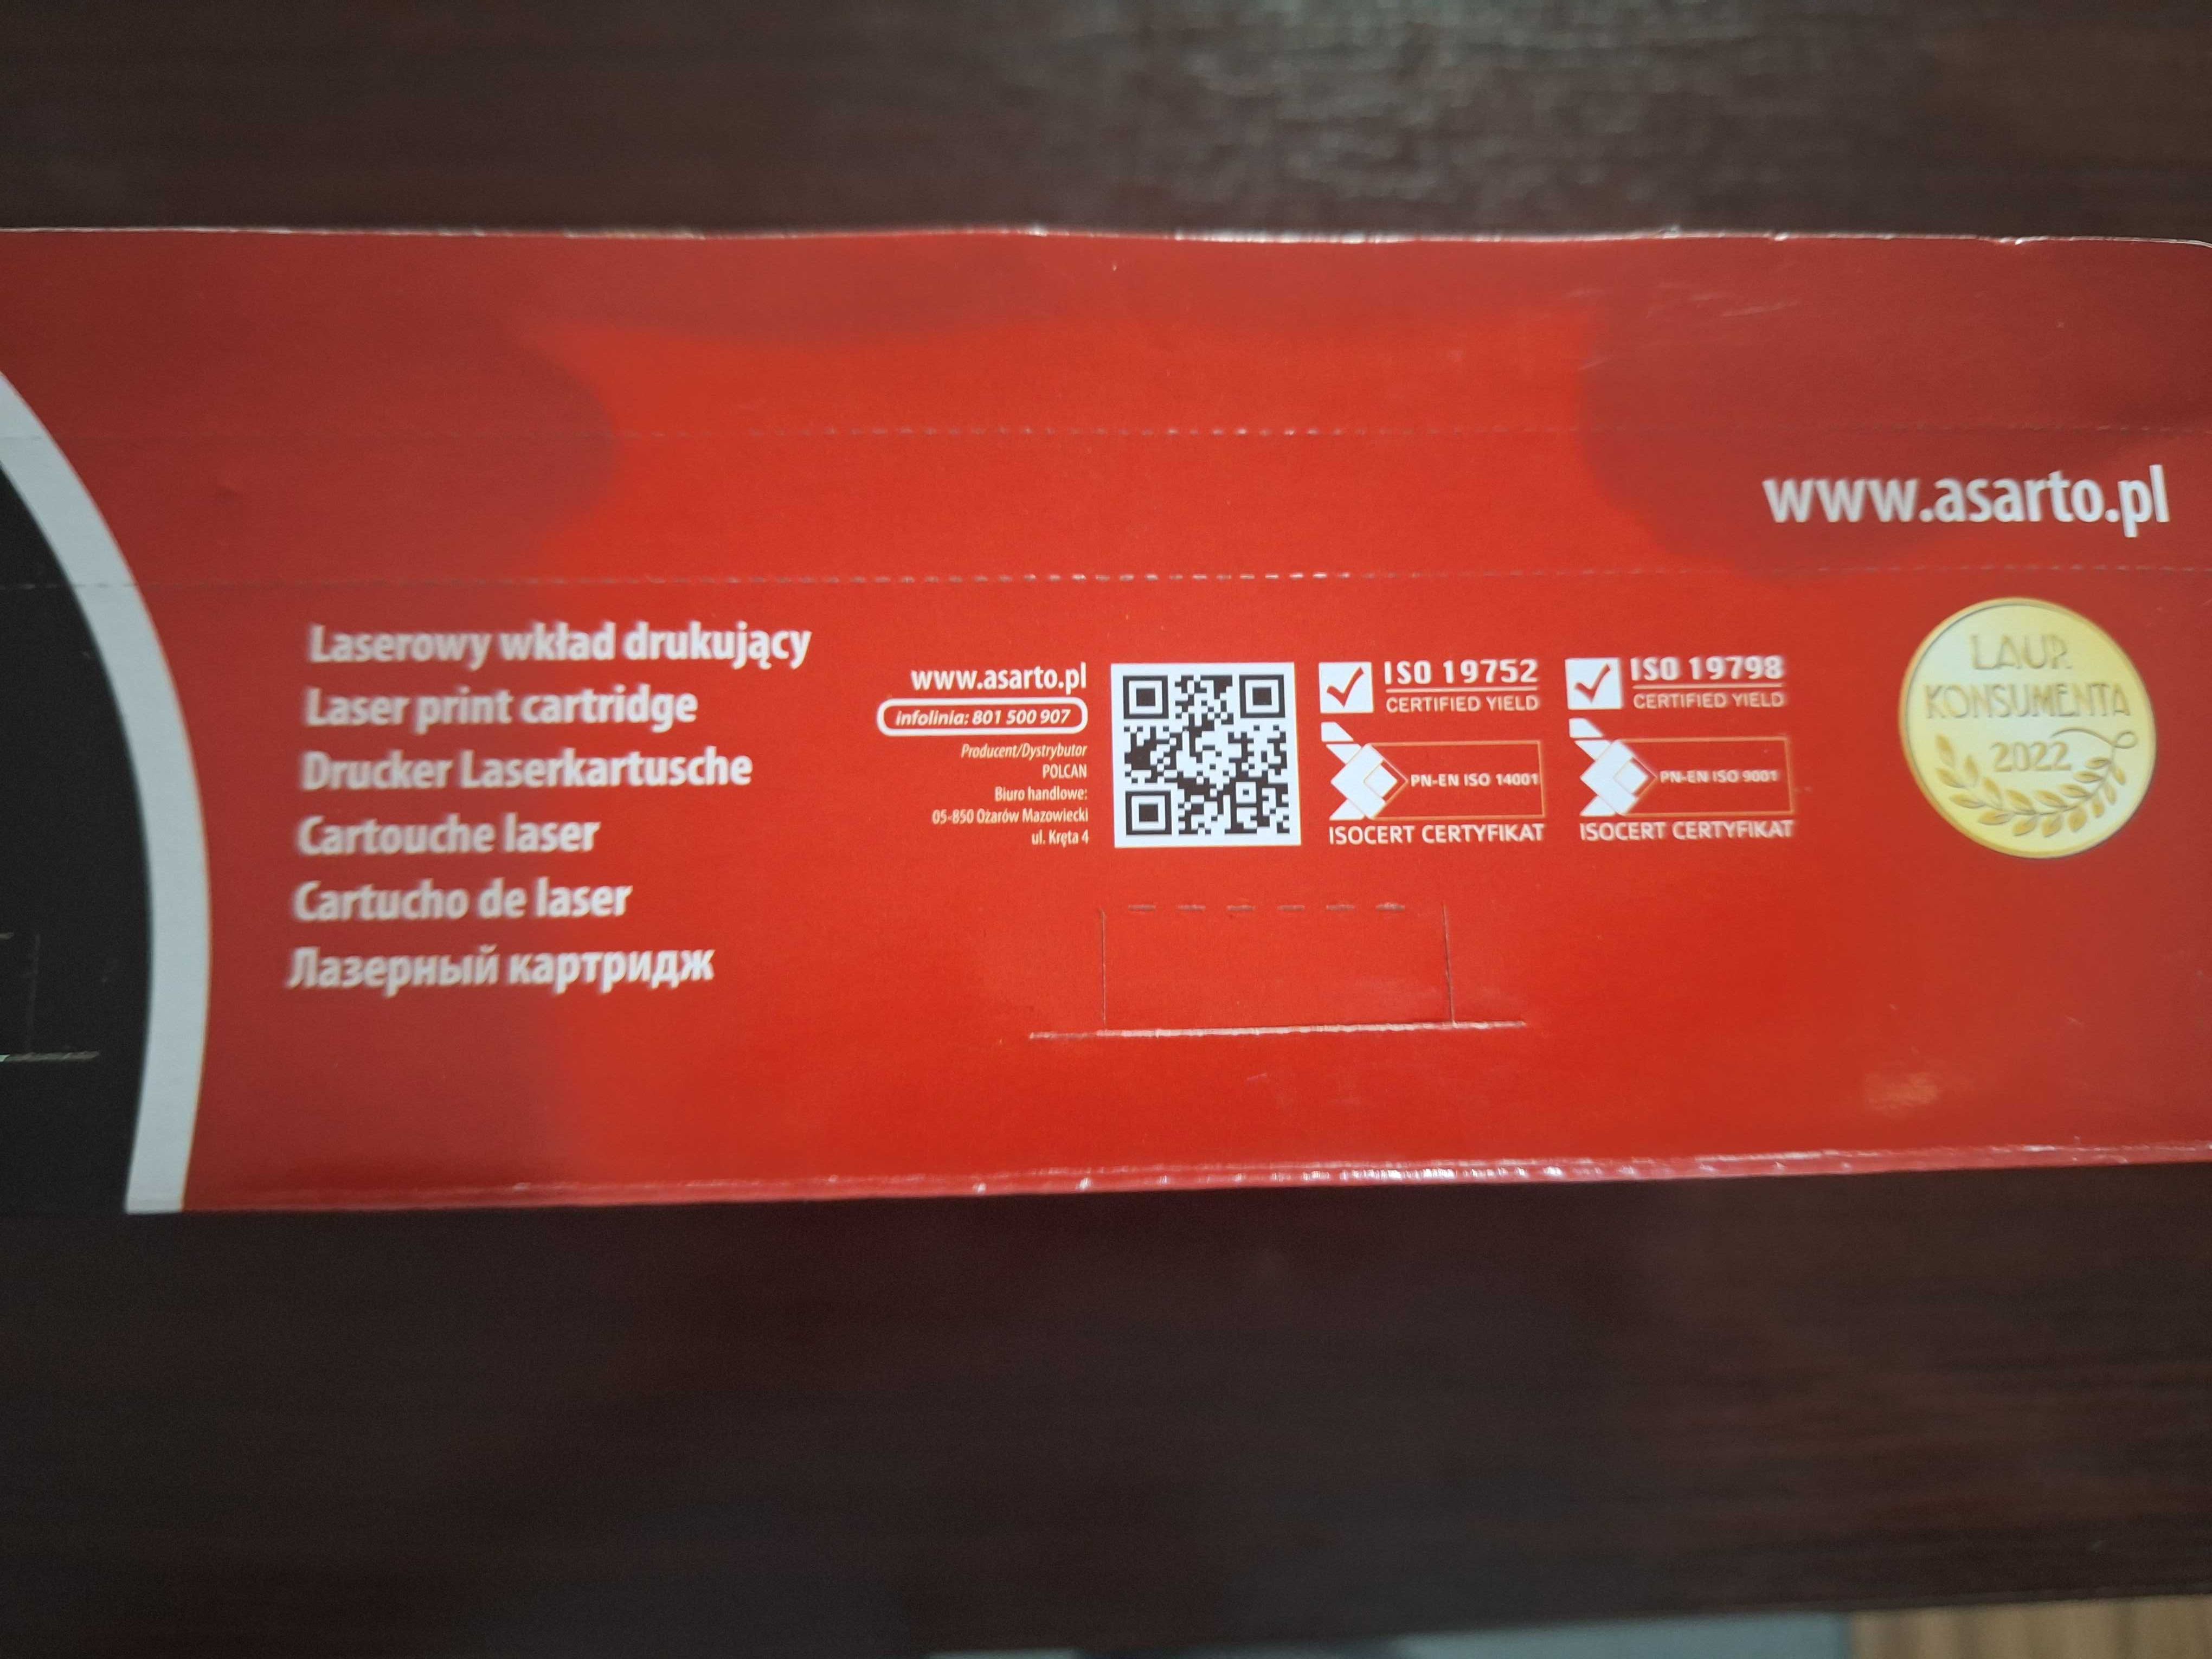 www.asarto.pl
Laserowy wkład drukujący
Laser print cartridge
Drucker Laserkartusche
Cartouche laser
Cartucho de laser
Лазерный картридж
www.asarto.pl
infolinia: 801 500 907
Producent/Dystrybutor
POLCAN
Biuro handlowe:
05-850 Ożarów Mazowiecki
ul. Kręta 4
ISO 19752
CERTIFIED YIELD
PN-EN ISO 14001
ISOCERT CERTYFIKAT
ISO 19798
CERTIFIED YIELD
PN-EN ISO 9001
ISOCERT CERTYFIKAT
LAUR
KONSUMENTA
2022